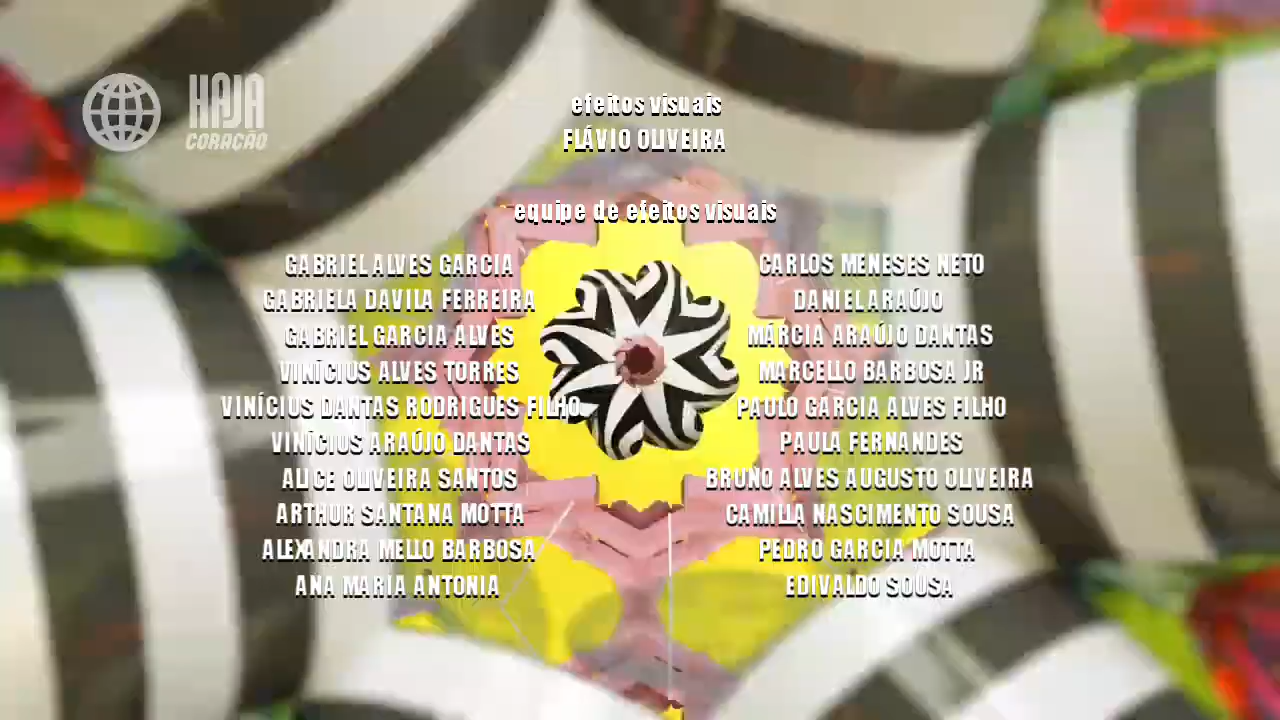 HAJA
CORAÇÃO
efeitos visuais
FLÁVIO OLIVEIRA
equipe de efeitos visuais
GABRIEL ALVES GARCIA
GABRIELA DAVILA FERREIRA
GABRIEL GARCIA ALVES
VINÍCIUS ALVES TORRES
VINÍCIUS DANTAS RODRIGUES FILHO
VINÍCIUS ARAÚJO DANTAS
ALICE OLIVEIRA SANTOS
ARTHUR SANTANA MOTTA
ALEXANDRA MELLO BARBOSA
ANA MARIA ANTONIA
CARLOS MENESES NETO
DANIEL ARAÚJO
MÁRCIA ARAÚJO DANTAS
MARCELLO BARBOSA JR
PAULO GARCIA ALVES FILHO
PAULA FERNANDES
BRUNO ALVES AUGUSTO OLIVEIRA
CAMILLA NASCIMENTO SOUSA
PEDRO GARCIA MOTTA
EDIVALDO SOUSA